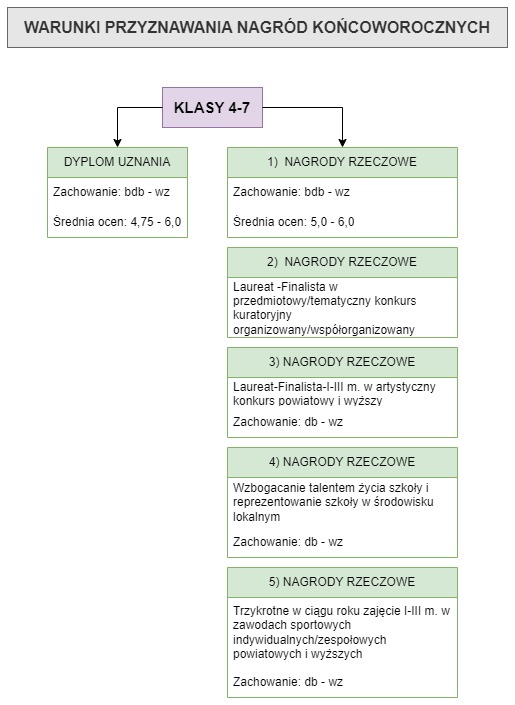 WARUNKI PRZYZNAWANIA NAGRÓD KOŃCOWOROCZNYCH
KLASY 4-7
DYPLOM UZNANIA
Zachowanie: bdb - wz
Średnia ocen: 4,75 - 6,0
1) NAGRODY RZECZOWE
Zachowanie: bdb - wz
Średnia ocen: 5,0 - 6,0
2) NAGRODY RZECZOWE
Laureat -Finalista w
przedmiotowy/tematyczny konkurs
kuratoryjny
organizowany/współorganizowany
3) NAGRODY RZECZOWE
Laureat-Finalista-I-III m. w artystyczny
konkurs powiatowy i wyższy
Zachowanie: db - wz
4) NAGRODY RZECZOWE
Wzbogacanie talentem życia szkoły i
reprezentowanie szkoły w środowisku
lokalnym
Zachowanie: db - wz
5) NAGRODY RZECZOWE
Trzykrotne w ciągu roku zajęcie I-III m. w
zawodach sportowych
indywidualnych/zespołowych
powiatowych i wyższych
Zachowanie: db - wz